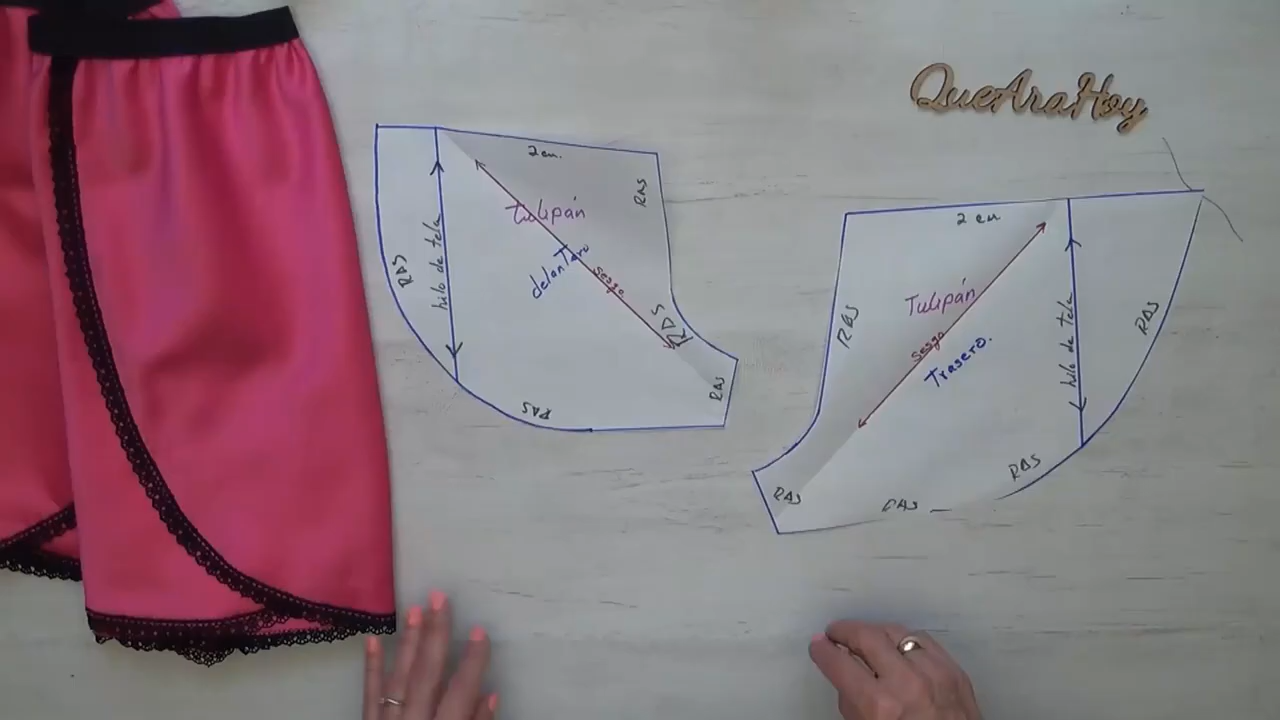 QueAraHoy
2 cm.
RAS
Tulipán
delantero
sesgo
hilo de tela
RAS
RAS
RAS
RAS
2 cm
Tulipán
sesgo
Trasero.
hilo de tela
RAS
RAS
RAS
RAS
RAS